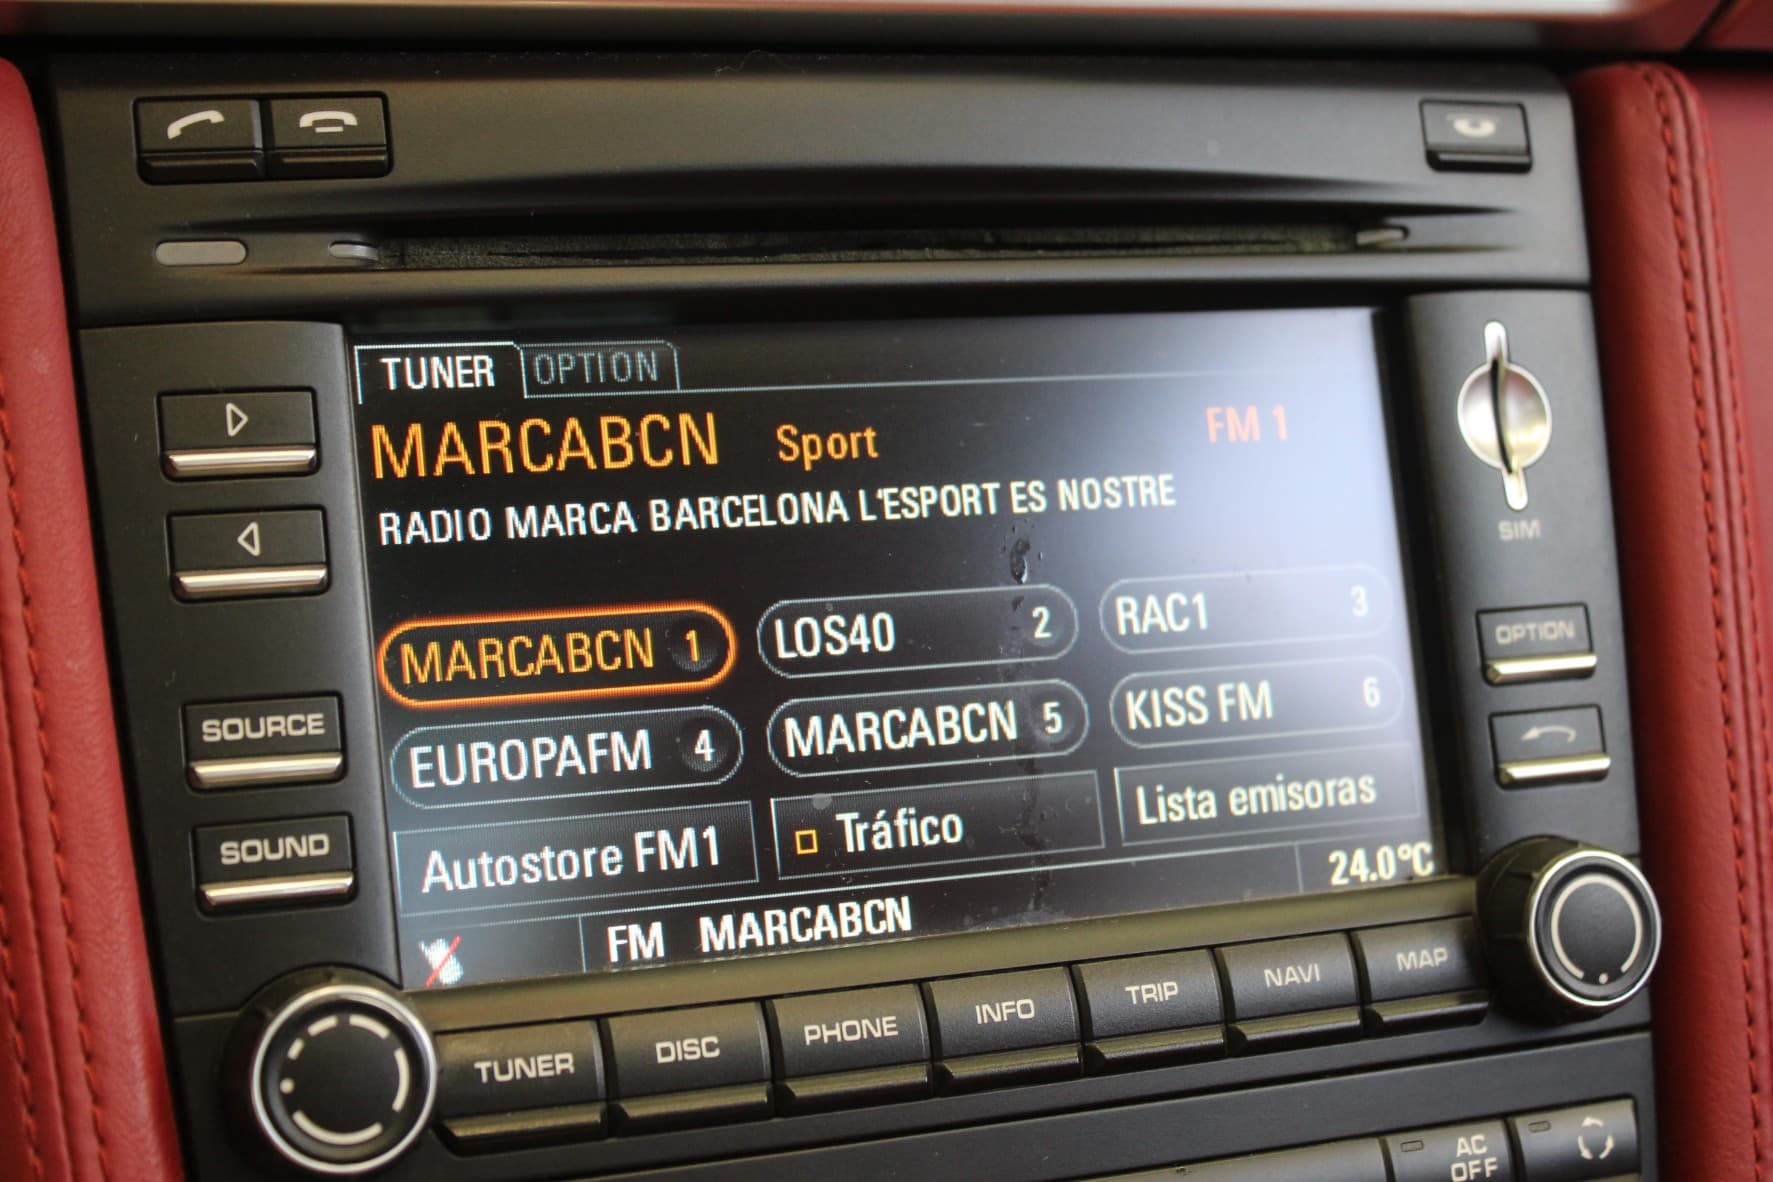 TUNER OPTION
MARCABCN Sport FM 1
RADIO MARCA BARCELONA L'ESPORT ES NOSTRE
SIM
MARCABCN 1 LOS40 2 RAC1 3
OPTION
EUROPAFM 4 MARCABCN 5 KISS FM 6
SOURCE
Autostore FM1 Tráfico Lista emisoras
SOUND
24.0°C
FM MARCABCN
TUNER DISC PHONE INFO TRIP NAVI MAP
AC
OFF